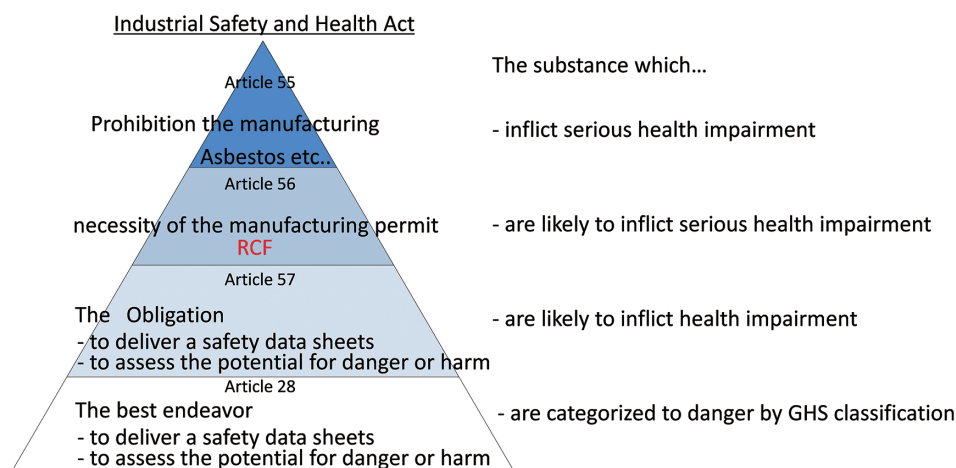 Industrial Safety and Health Act
The substance which...
Article 55
Prohibition the manufacturing
Asbestos etc..
- inflict serious health impairment
Article 56
necessity of the manufacturing permit
RCF
- are likely to inflict serious health impairment
Article 57
The Obligation
- to deliver a safety data sheets
- to assess the potential for danger or harm
- are likely to inflict health impairment
Article 28
The best endeavor
- to deliver a safety data sheets
- to assess the potential for danger or harm
- are categorized to danger by GHS classification